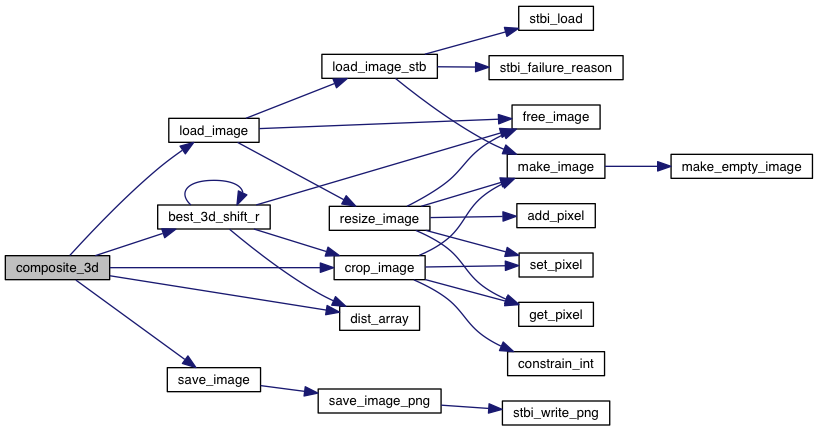 stbi_load
load_image_stb
stbi_failure_reason
free_image
load_image
make_image
make_empty_image
best_3d_shift_r
resize_image
add_pixel
composite_3d
crop_image
set_pixel
dist_array
get_pixel
constrain_int
save_image
save_image_png
stbi_write_png